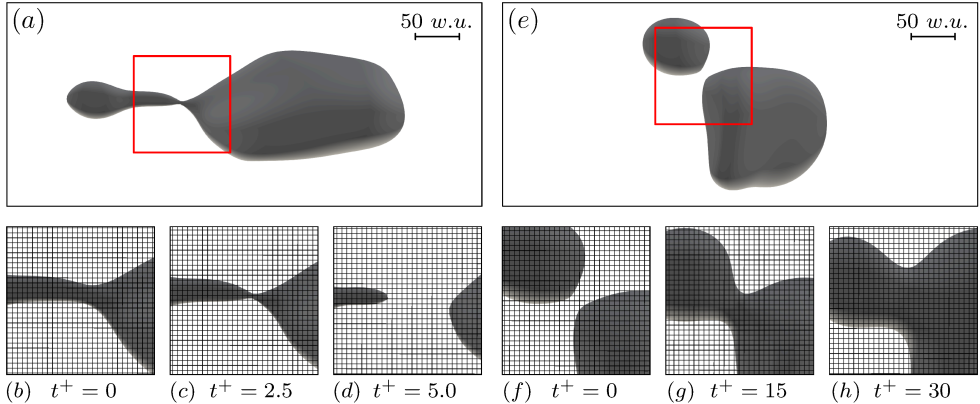 (a) 50 w.u.
(e) 50 w.u.
(b) t⁺ = 0
(c) t⁺ = 2.5
(d) t⁺ = 5.0
(f) t⁺ = 0
(g) t⁺ = 15
(h) t⁺ = 30